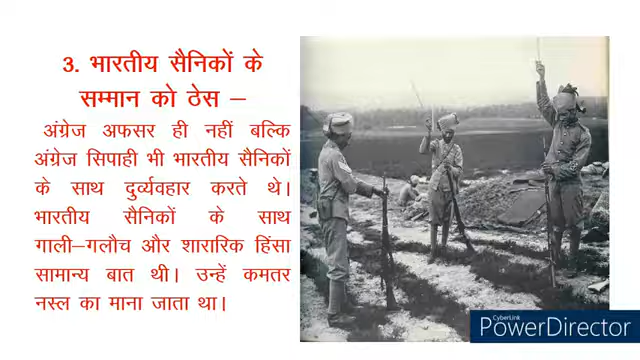 3. भारतीय सैनिकों के
सम्मान को ठेस –
अंग्रेज अफसर ही नहीं बल्कि
अंग्रेज सिपाही भी भारतीय सैनिकों
के साथ दुर्व्यवहार करते थे।
भारतीय सैनिकों के साथ
गाली–गलौच और शारारिक हिंसा
सामान्य बात थी। उन्हें कमतर
नस्ल का माना जाता था।
CyberLink
PowerDirector